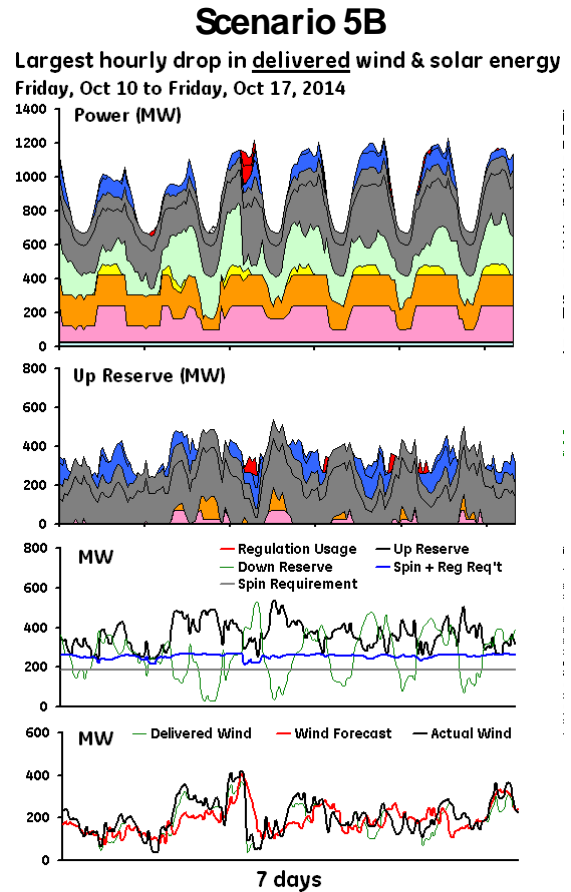 Scenario 5B
Largest hourly drop in delivered wind & solar energy
Friday, Oct 10 to Friday, Oct 17, 2014
1400
Power (MW)
1200
1000
800
600
400
200
0
800
Up Reserve (MW)
600
400
200
0
800
MW
Regulation Usage
Up Reserve
Down Reserve
Spin + Reg Req't
Spin Requirement
600
400
200
0
600
MW
Delivered Wind
Wind Forecast
Actual Wind
400
200
0
7 days